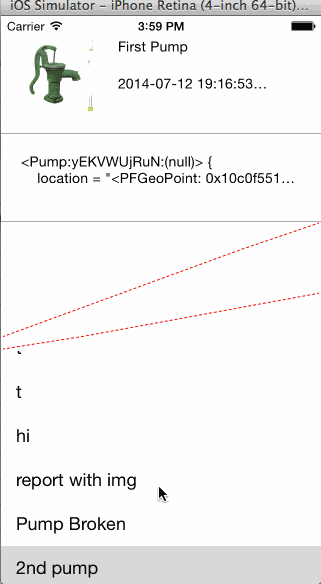 iOS Simulator - iPhone Retina (4-inch 64-bit)...
Carrier 3:59 PM
First Pump
2014-07-12 19:16:53...
<Pump:yEKVWUjRuN:(null)> {
location = "<PFGeoPoint: 0x10c0f551...
t
hi
report with img
Pump Broken
2nd pump